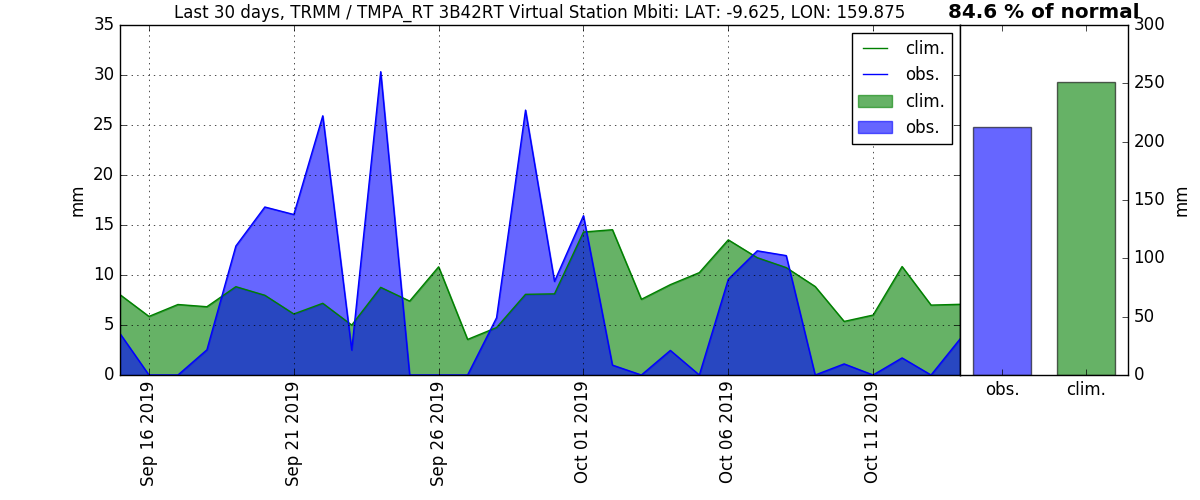 Last 30 days, TRMM / TMPA_RT 3B42RT Virtual Station Mbiti: LAT: -9.625, LON: 159.875
84.6 % of normal
35
30
25
20
15
10
5
0
mm
clim.
obs.
clim.
obs.
Sep 16 2019
Sep 21 2019
Sep 26 2019
Oct 01 2019
Oct 06 2019
Oct 11 2019
300
250
200
150
100
50
0
mm
obs.
clim.